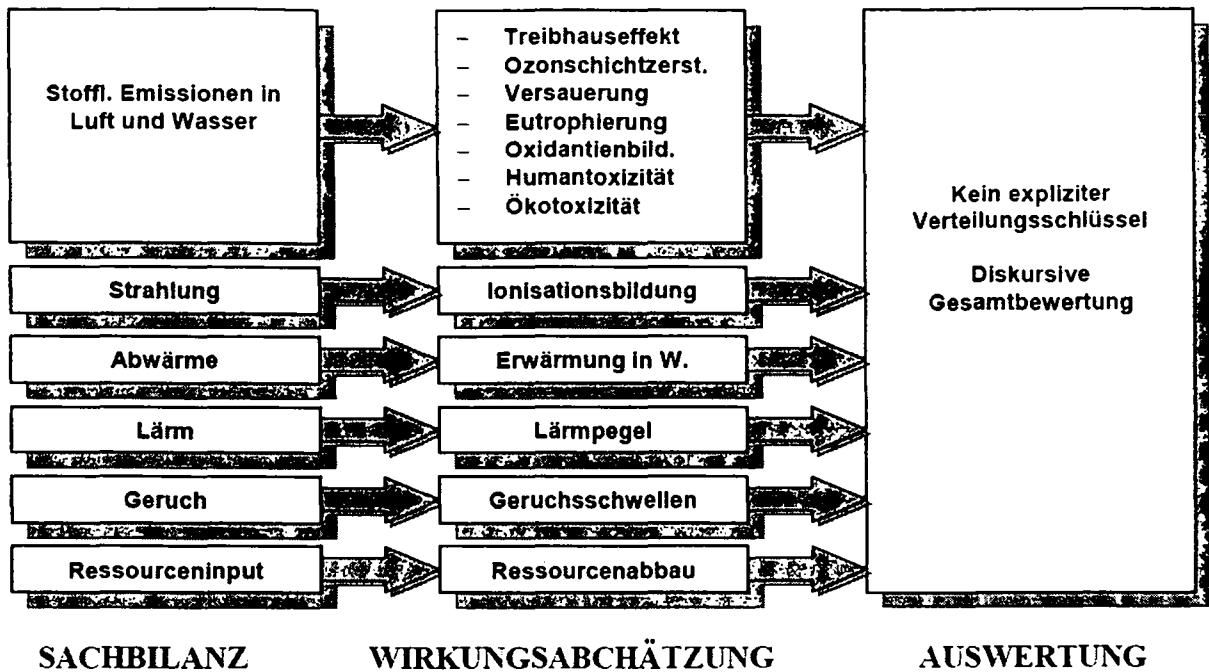 Stoffl. Emissionen in
Luft und Wasser
– Treibhauseffekt
– Ozonschichtzerst.
– Versauerung
– Eutrophierung
– Oxidantienbild.
– Humantoxizität
– Ökotoxizität
Kein expliziter
Verteilungsschlüssel
Diskursive
Gesamtbewertung
Strahlung
Ionisationsbildung
Abwärme
Erwärmung in W.
Lärm
Lärmpegel
Geruch
Geruchsschwellen
Ressourceninput
Ressourcenabbau
SACHBILANZ WIRKUNGSABCHÄTZUNG AUSWERTUNG